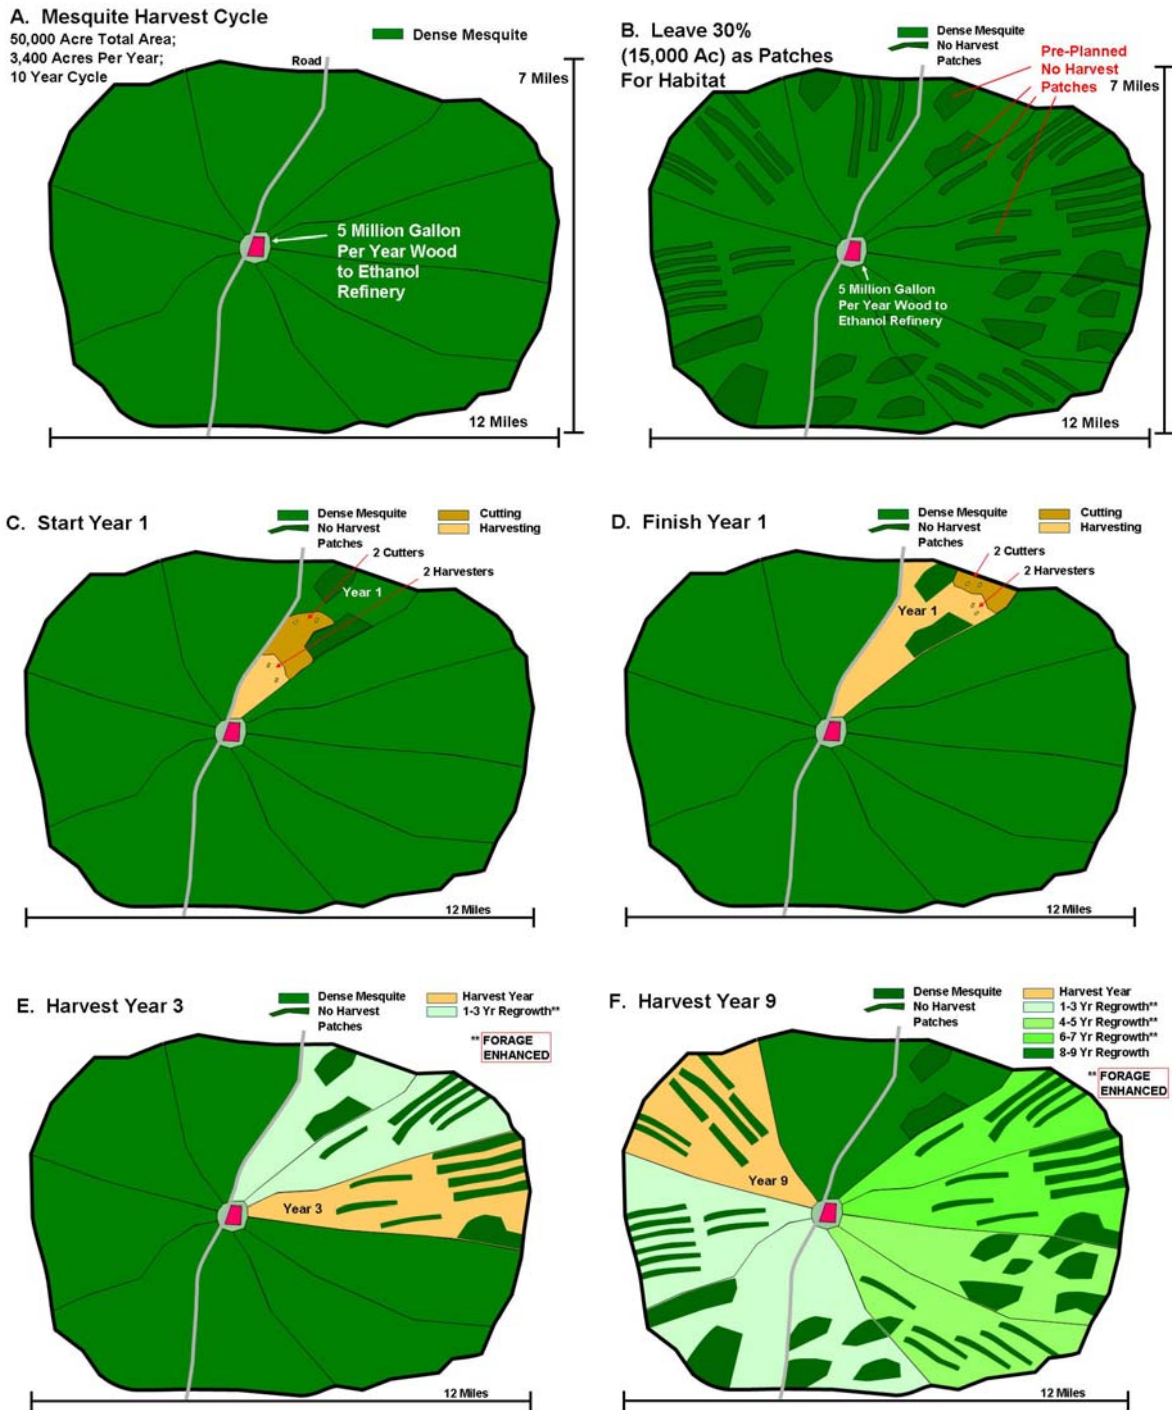 A. Mesquite Harvest Cycle
50,000 Acre Total Area;
3,400 Acres Per Year;
10 Year Cycle
Dense Mesquite
Road
7 Miles
5 Million Gallon
Per Year Wood
to Ethanol
Refinery
12 Miles
B. Leave 30%
(15,000 Ac) as Patches
For Habitat
Dense Mesquite
No Harvest
Patches
Pre-Planned
No Harvest
Patches
7 Miles
5 Million Gallon
Per Year Wood to
Ethanol Refinery
12 Miles
C. Start Year 1
Dense Mesquite
No Harvest
Patches
Cutting
Harvesting
2 Cutters
2 Harvesters
Year 1
12 Miles
D. Finish Year 1
Dense Mesquite
No Harvest
Patches
Cutting
Harvesting
2 Cutters
2 Harvesters
Year 1
12 Miles
E. Harvest Year 3
Dense Mesquite
No Harvest
Patches
Harvest Year
1-3 Yr Regrowth**
** FORAGE
ENHANCED
Year 3
12 Miles
F. Harvest Year 9
Dense Mesquite
No Harvest
Patches
Harvest Year
1-3 Yr Regrowth**
4-5 Yr Regrowth**
6-7 Yr Regrowth**
8-9 Yr Regrowth
** FORAGE
ENHANCED
Year 9
12 Miles